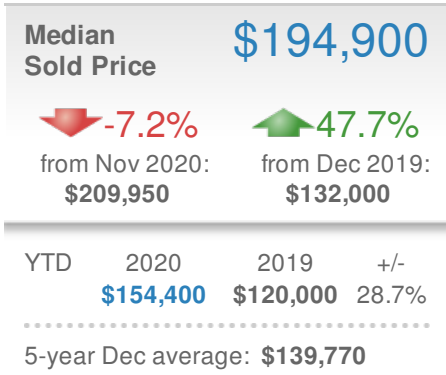 Median $194,900
Sold Price
-7.2% 47.7%
from Nov 2020: from Dec 2019:
$209,950 $132,000
YTD 2020 2019 +/-
$154,400 $120,000 28.7%
5-year Dec average: $139,770